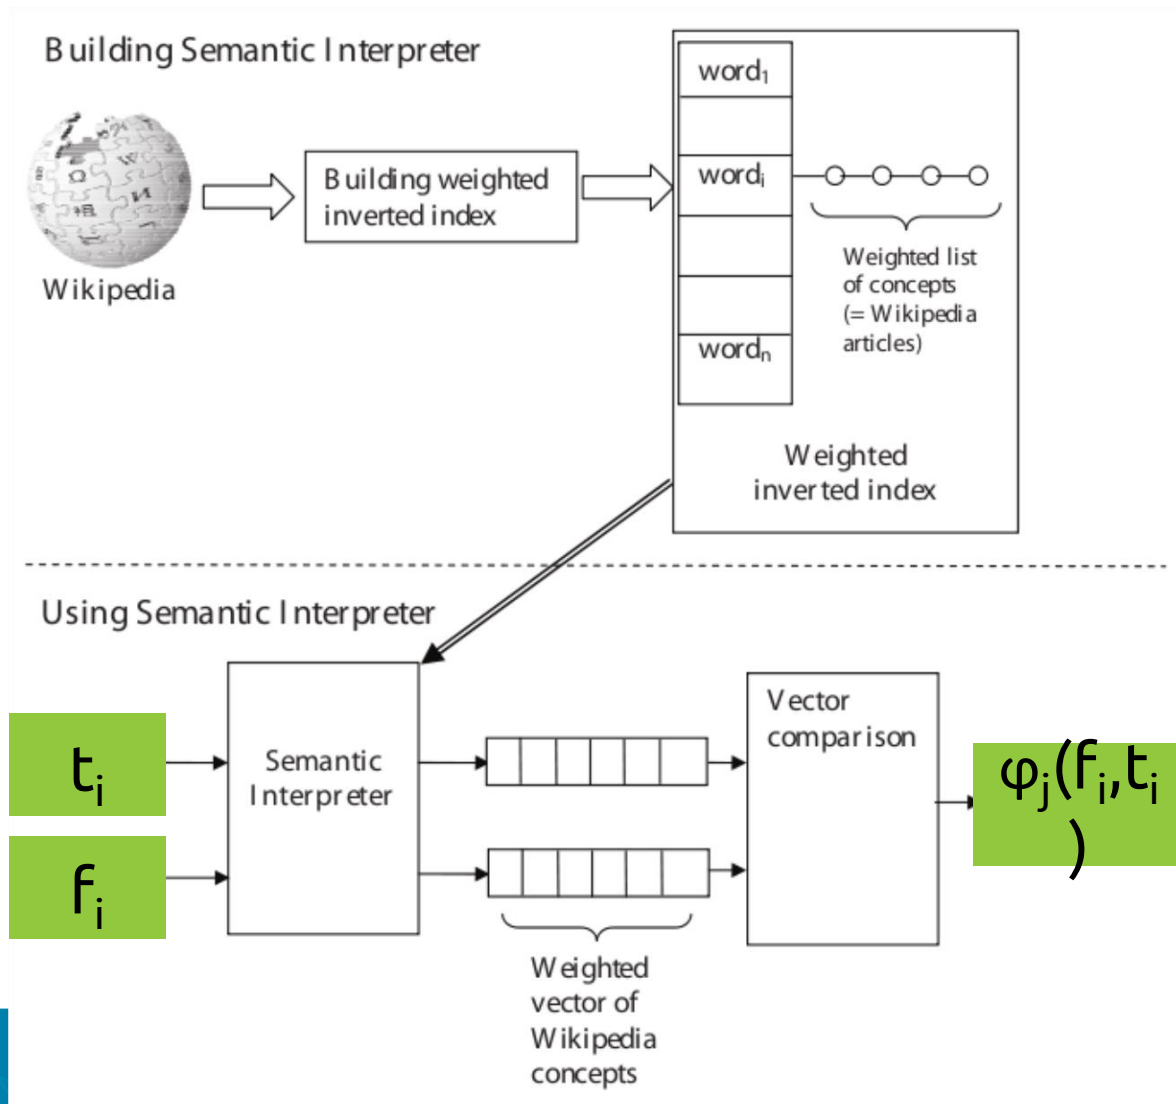 Building Semantic Interpreter
word₁
Building weighted
inverted index
wordᵢ
Wikipedia
Weighted list
of concepts
(= Wikipedia
articles)
wordₙ
Weighted
inverted index
Using Semantic Interpreter
tᵢ
fᵢ
Semantic
Interpreter
Weighted
vector of
Wikipedia
concepts
Vector
comparison
φⱼ(fᵢ,tᵢ
)